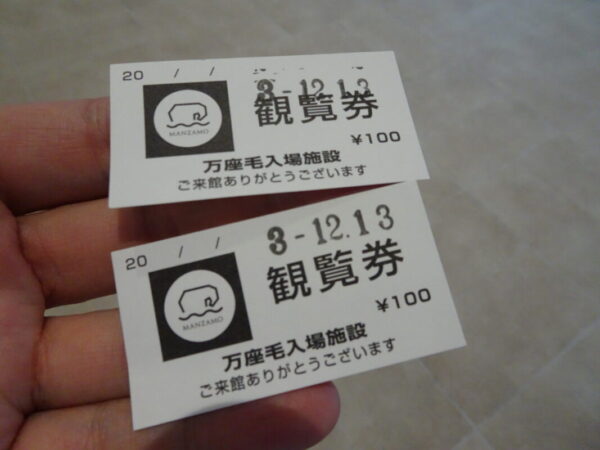 20 / /
3-12.13
観覧券
MANZAMO
¥100
万座毛入場施設
ご来館ありがとうございます
20 / /
3-12.13
観覧券
MANZAMO
¥100
万座毛入場施設
ご来館ありがとうございます